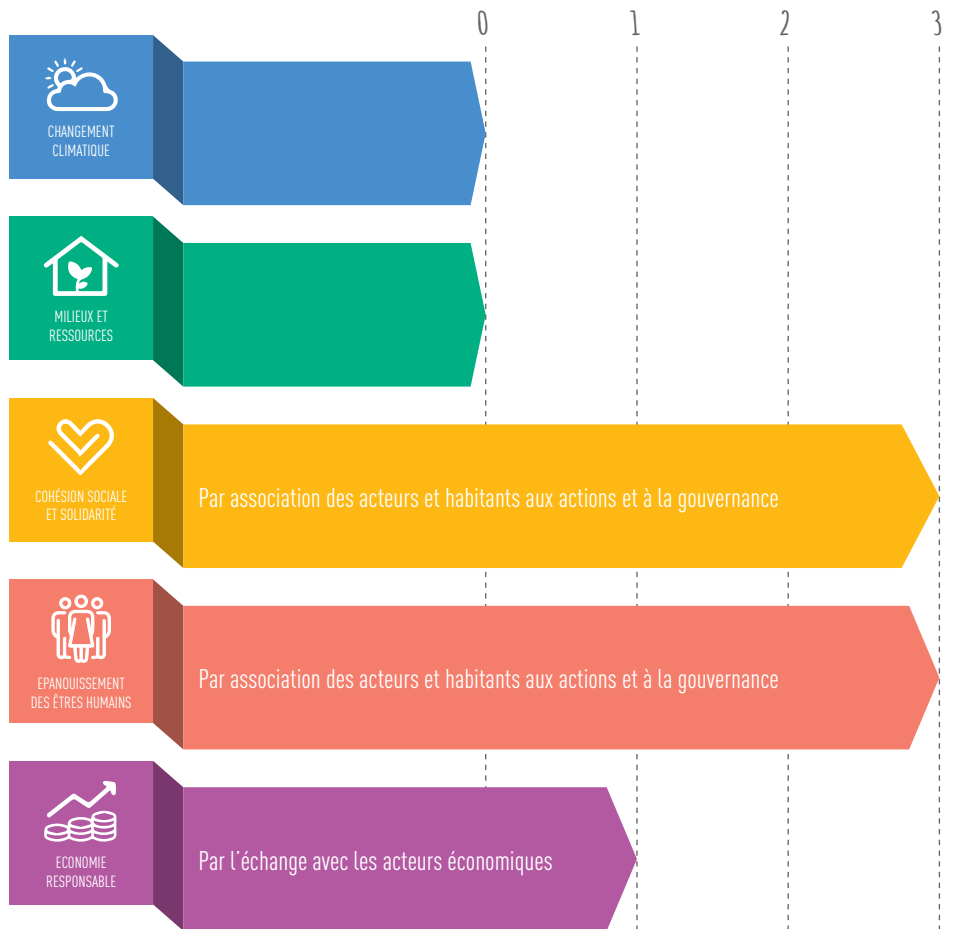 0 1 2 3
CHANGEMENT
CLIMATIQUE
MILIEUX ET
RESSOURCES
COHÉSION SOCIALE
ET SOLIDARITÉ
Par association des acteurs et habitants aux actions et à la gouvernance
EPANOUISSEMENT
DES ÊTRES HUMAINS
Par association des acteurs et habitants aux actions et à la gouvernance
ECONOMIE
RESPONSABLE
Par l'échange avec les acteurs économiques